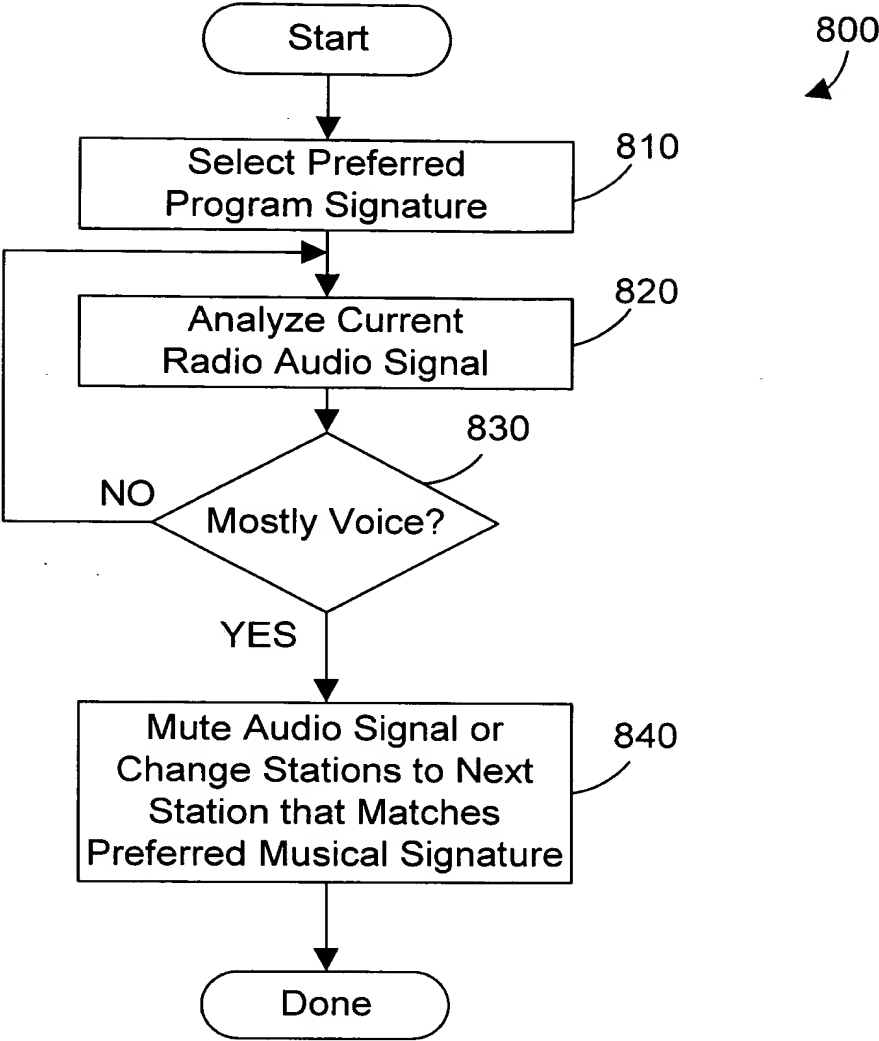 Start
800
Select Preferred
Program Signature
810
Analyze Current
Radio Audio Signal
820
830
NO
Mostly Voice?
YES
Mute Audio Signal or
Change Stations to Next
Station that Matches
Preferred Musical Signature
840
Done